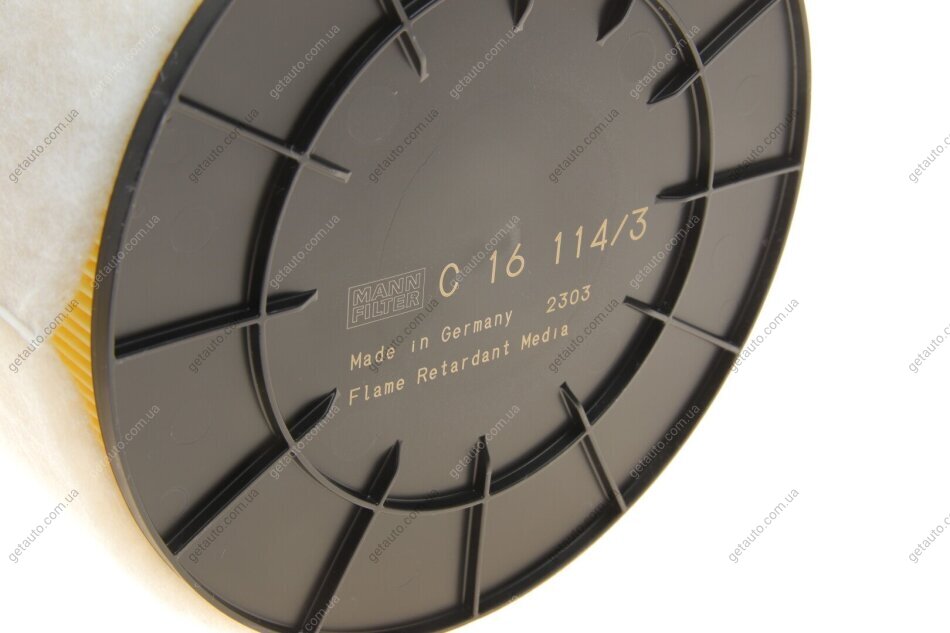 C 16 114/3
MANN
FILTER
2303
Made in Germany
Flame Retardant Media
getauto.com.ua